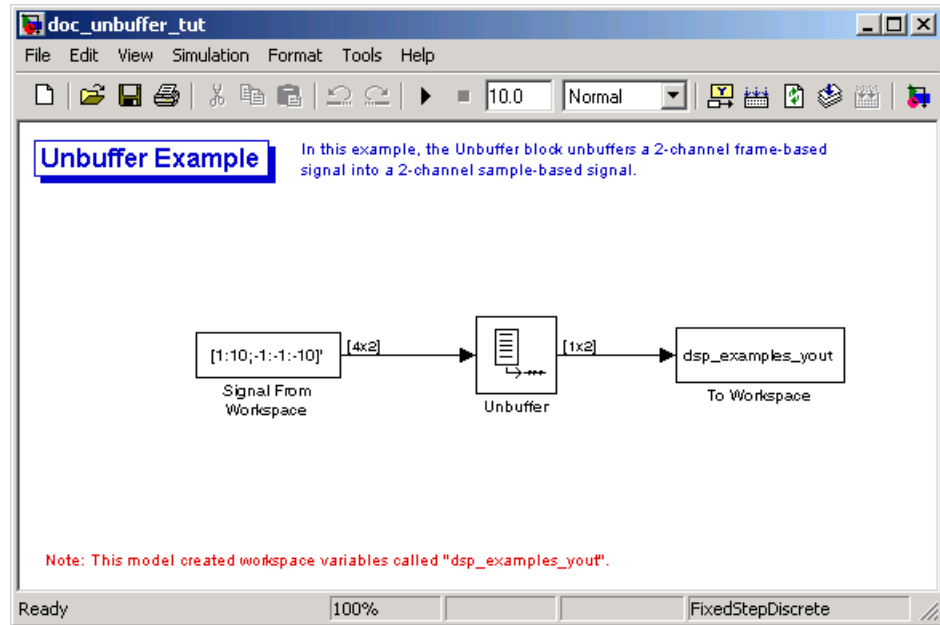 doc_unbuffer_tut
File Edit View Simulation Format Tools Help
10.0 Normal
Unbuffer Example
In this example, the Unbuffer block unbuffers a 2-channel frame-based
signal into a 2-channel sample-based signal.
[1:10;-1:-1:-10]'
[4x2]
[1x2]
dsp_examples_yout
Signal From
Workspace
Unbuffer
To Workspace
Note: This model created workspace variables called "dsp_examples_yout".
Ready 100% FixedStepDiscrete